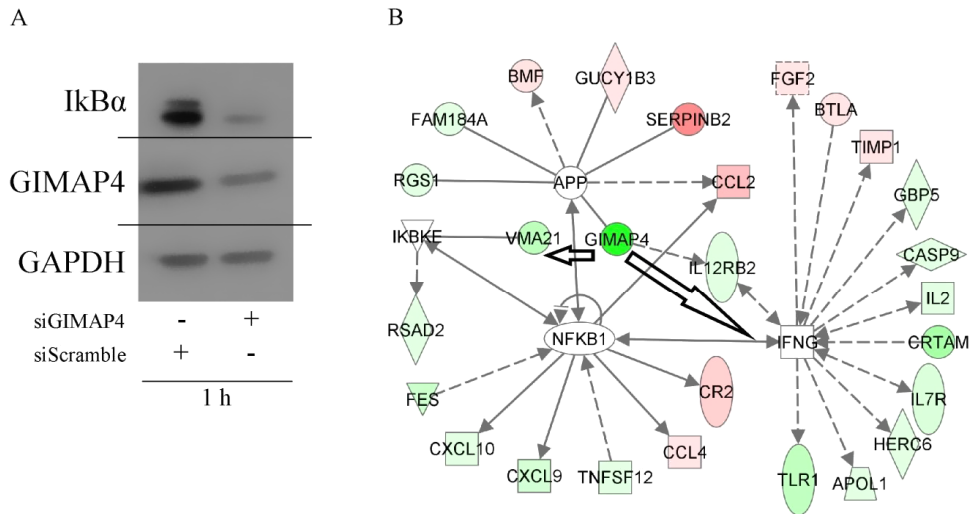 A
IkBα
GIMAP4
GAPDH
siGIMAP4 - +
siScramble + -
1 h
B
BMF
GUCY1B3
FAM184A
SERPINB2
RGS1
APP
CCL2
IKBKE
VMA21
GIMAP4
IL12RB2
RSAD2
NFKB1
FES
CR2
CXCL10
CXCL9
TNFSF12
CCL4
FGF2
BTLA
TIMP1
GBP5
CASP9
IL2
IFNG
CRTAM
IL7R
HERC6
TLR1
APOL1